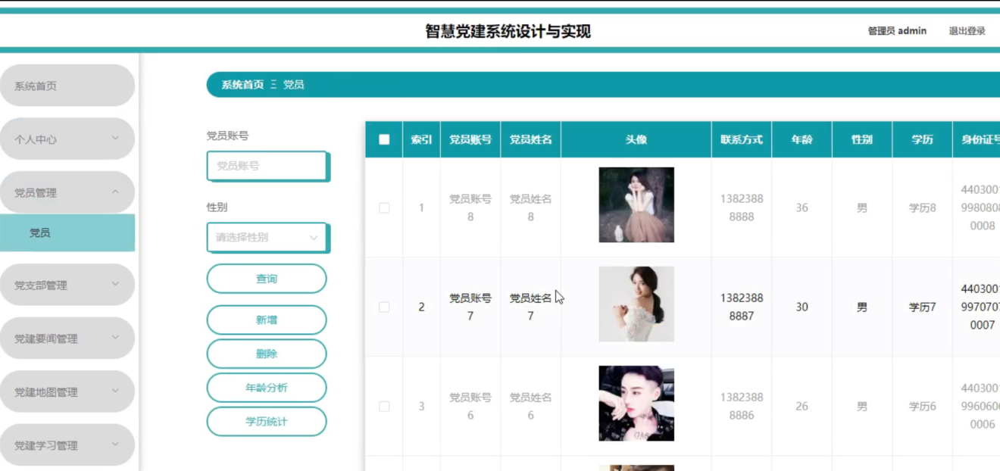 智慧党建系统设计与实现
管理员 admin
退出登录
系统首页
个人中心
党员管理
党员
党支部管理
党建要闻管理
党建地图管理
党建学习管理
系统首页 Ξ 党员
党员账号
党员账号
性别
请选择性别
查询
新增
删除
年龄分析
学历统计
索引 党员账号 党员姓名 头像 联系方式 年龄 性别 学历 身份证号
1
党员账号
8
党员姓名
8
1382388
8888
36
男
学历8
4403001
9980808
0008
2
党员账号
7
党员姓名
7
1382388
8887
30
男
学历7
4403001
9970707
0007
3
党员账号
6
党员姓名
6
1382388
8886
26
男
学历6
4403001
9960606
0006